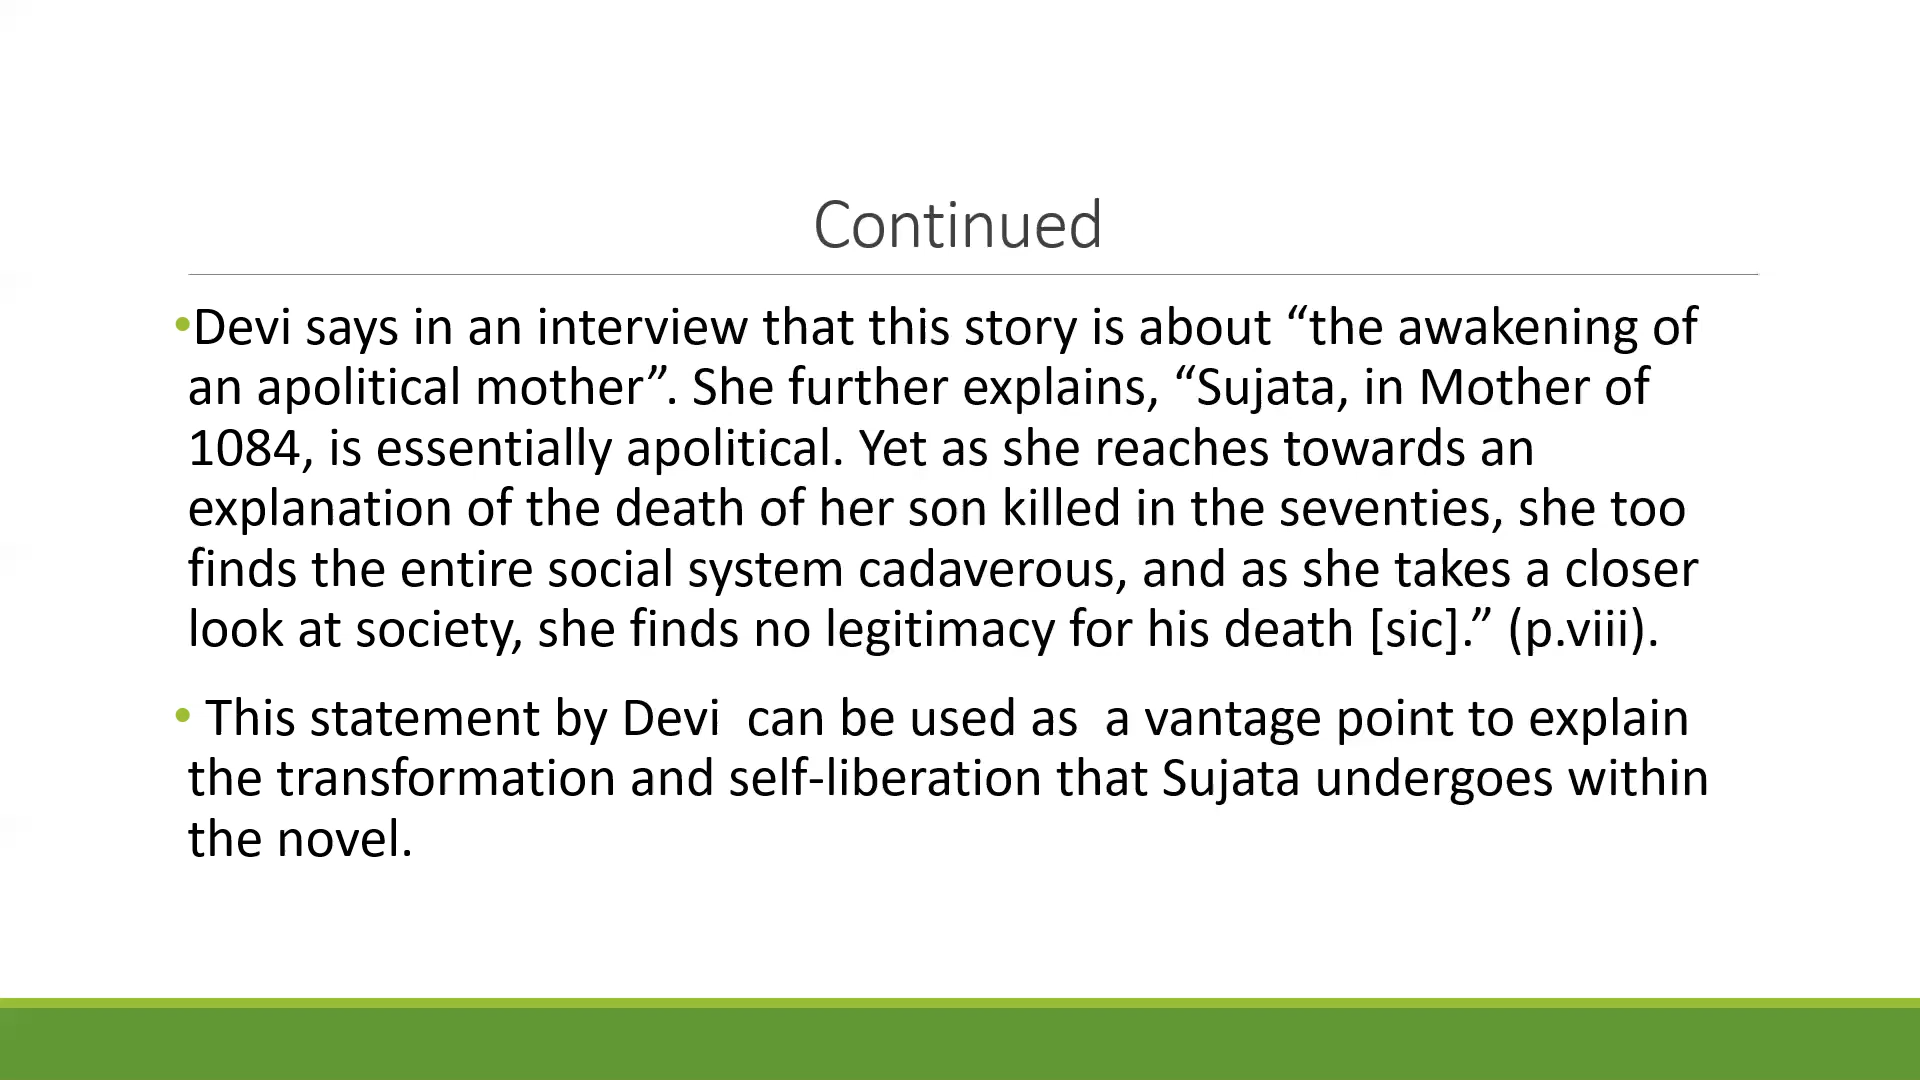 Continued
•Devi says in an interview that this story is about “the awakening of
an apolitical mother”. She further explains, “Sujata, in Mother of
1084, is essentially apolitical. Yet as she reaches towards an
explanation of the death of her son killed in the seventies, she too
finds the entire social system cadaverous, and as she takes a closer
look at society, she finds no legitimacy for his death [sic].” (p.viii).
• This statement by Devi  can be used as  a vantage point to explain
the transformation and self-liberation that Sujata undergoes within
the novel.